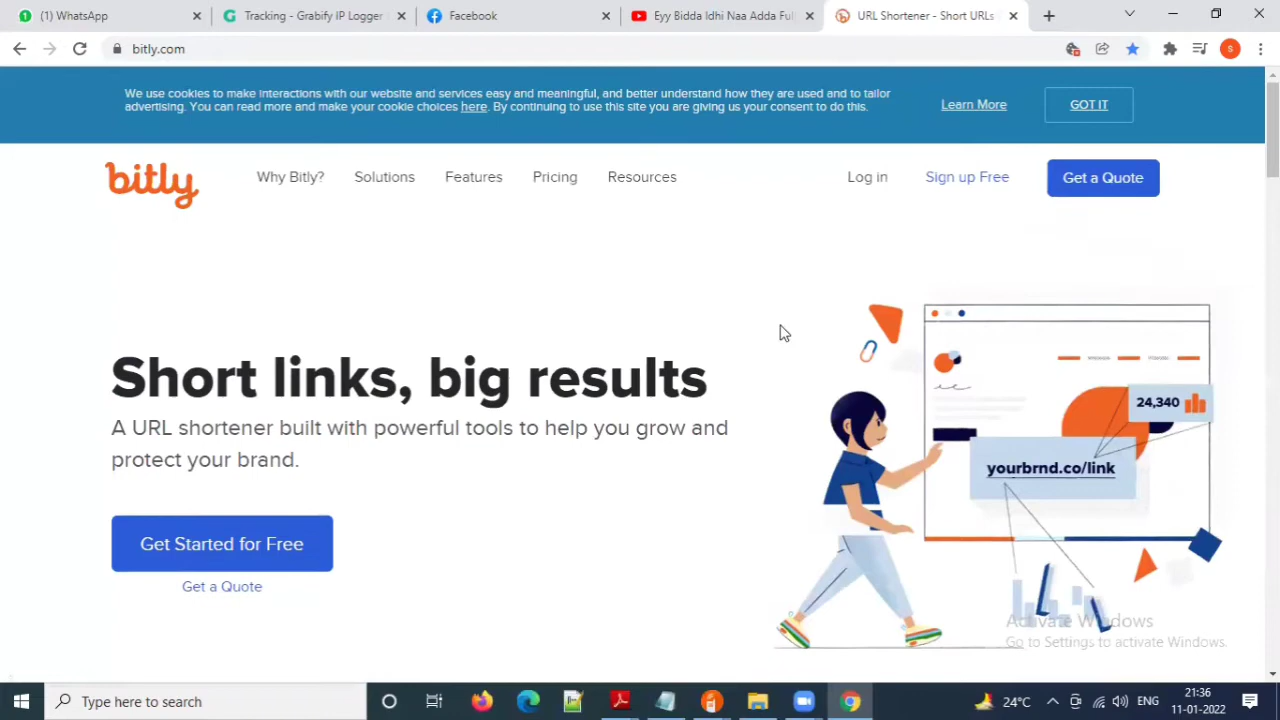 (1) WhatsApp
Tracking - Grabify IP Logger
Facebook
Eyy Bidda Idhi Naa Adda Full
URL Shortener - Short URLs
bitly.com
S
We use cookies to make interactions with our website and services easy and meaningful, and better understand how they are used and to tailor
advertising. You can read more and make your cookie choices here. By continuing to use this site you are giving us your consent to do this.
Learn More
GOT IT
bitly
Why Bitly?
Solutions
Features
Pricing
Resources
Log in
Sign up Free
Get a Quote
Short links, big results
A URL shortener built with powerful tools to help you grow and
protect your brand.
Get Started for Free
Get a Quote
24,340
yourbrnd.co/link
Activate Windows
Go to Settings to activate Windows.
Type here to search
24°C
ENG
21:36
11-01-2022